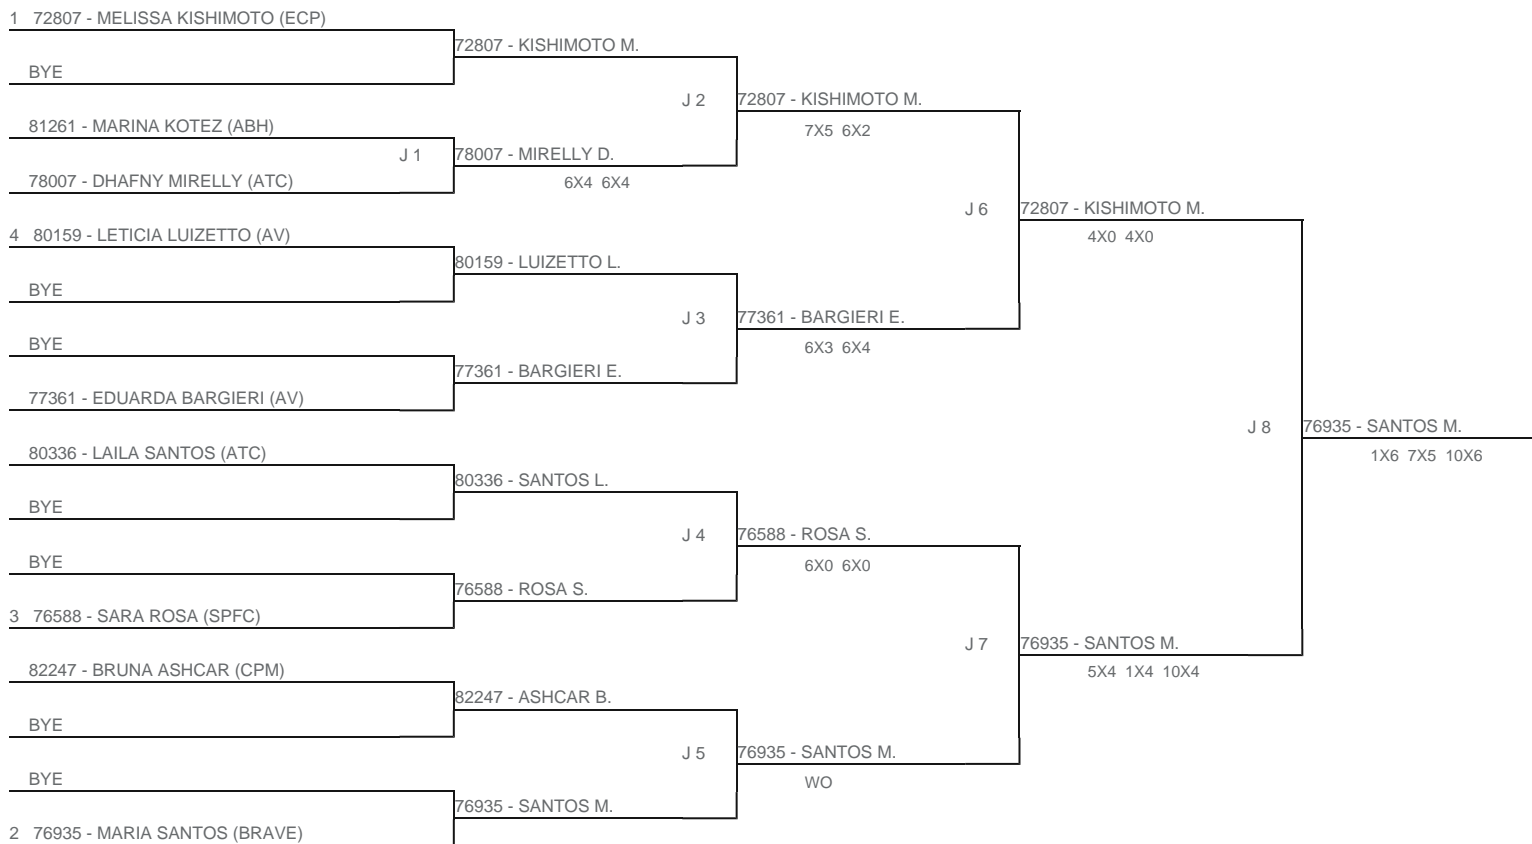 1 72807 - MELISSA KISHIMOTO (ECP)
72807 - KISHIMOTO M.
BYE
J 2
72807 - KISHIMOTO M.
7X5 6X2
81261 - MARINA KOTEZ (ABH)
J 1
78007 - MIRELLY D.
6X4 6X4
78007 - DHAFNY MIRELLY (ATC)
J 6
72807 - KISHIMOTO M.
4X0 4X0
4 80159 - LETICIA LUIZETTO (AV)
80159 - LUIZETTO L.
BYE
J 3
77361 - BARGIERI E.
6X3 6X4
BYE
77361 - BARGIERI E.
77361 - EDUARDA BARGIERI (AV)
J 8
76935 - SANTOS M.
1X6 7X5 10X6
80336 - LAILA SANTOS (ATC)
80336 - SANTOS L.
BYE
J 4
76588 - ROSA S.
6X0 6X0
BYE
76588 - ROSA S.
3 76588 - SARA ROSA (SPFC)
J 7
76935 - SANTOS M.
5X4 1X4 10X4
82247 - BRUNA ASHCAR (CPM)
82247 - ASHCAR B.
BYE
J 5
76935 - SANTOS M.
WO
BYE
76935 - SANTOS M.
2 76935 - MARIA SANTOS (BRAVE)